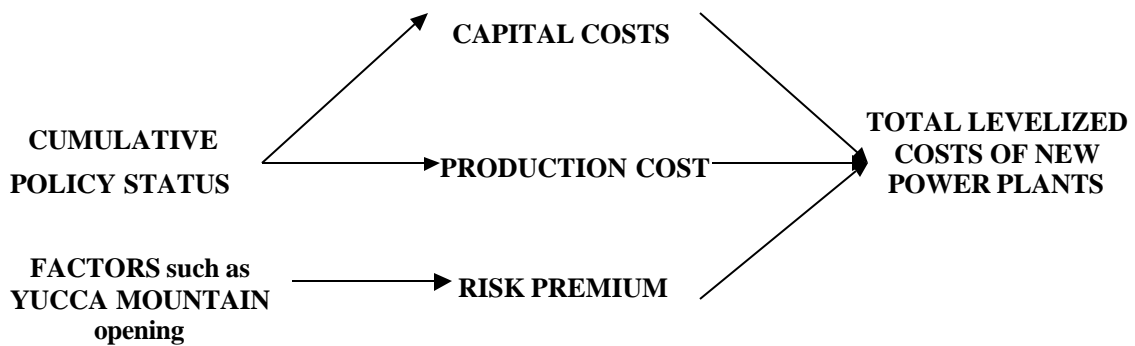 CAPITAL COSTS
CUMULATIVE
POLICY STATUS
PRODUCTION COST
TOTAL LEVELIZED
COSTS OF NEW
POWER PLANTS
FACTORS such as
YUCCA MOUNTAIN
opening
RISK PREMIUM